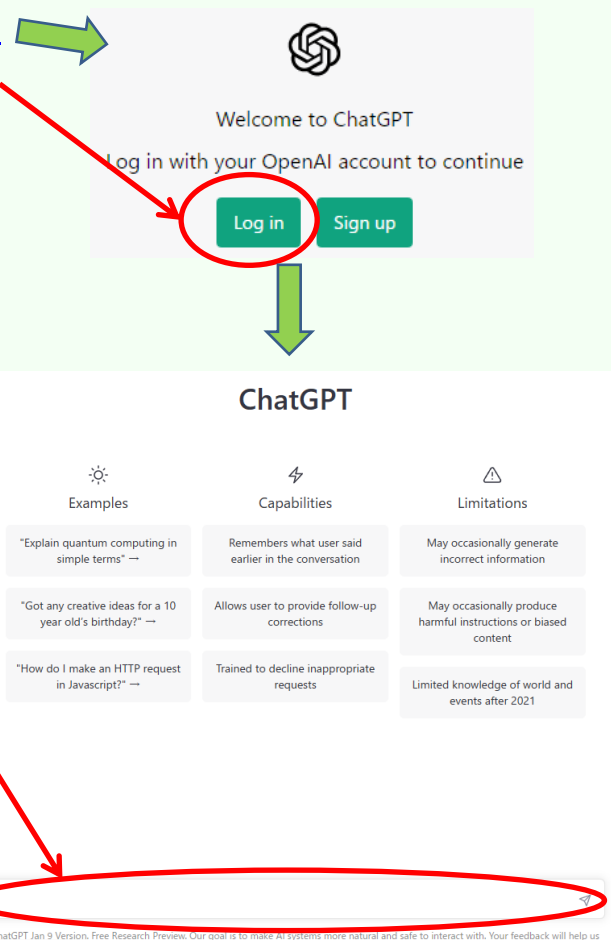 Welcome to ChatGPT
Log in with your OpenAI account to continue
Log in
Sign up
ChatGPT
Examples
"Explain quantum computing in
simple terms" →
"Got any creative ideas for a 10
year old's birthday?" →
"How do I make an HTTP request
in Javascript?" →
Capabilities
Remembers what user said
earlier in the conversation
Allows user to provide follow-up
corrections
Trained to decline inappropriate
requests
Limitations
May occasionally generate
incorrect information
May occasionally produce
harmful instructions or biased
content
Limited knowledge of world and
events after 2021
hatGPT Jan 9 Version. Free Research Preview. Our goal is to make AI systems more natural and safe to interact with. Your feedback will help us